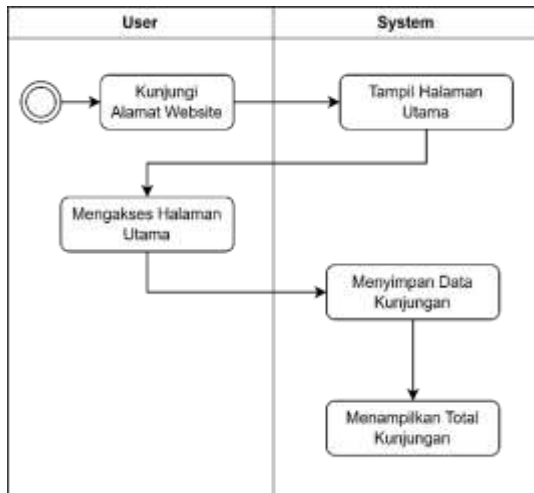 User
System
Kunjungi
Alamat Website
Tampil Halaman
Utama
Mengakses Halaman
Utama
Menyimpan Data
Kunjungan
Menampilkan Total
Kunjungan